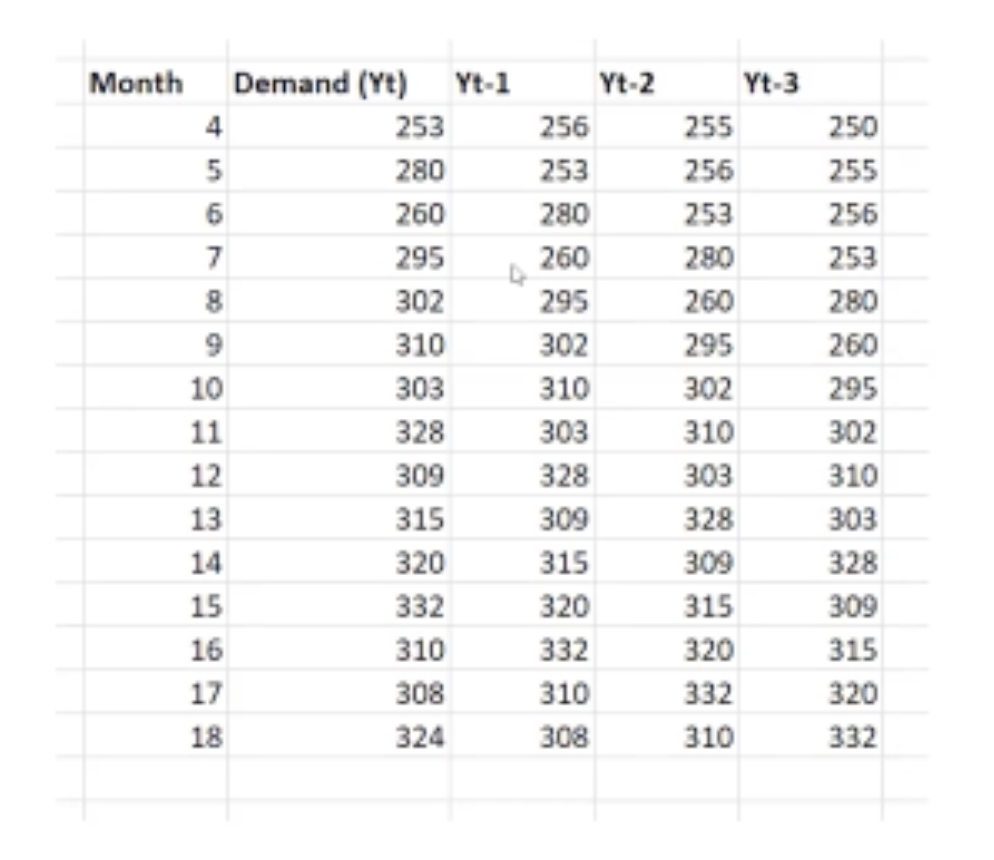 Month Demand (Yt) Yt-1 Yt-2 Yt-3
4 253 256 255 250
5 280 253 256 255
6 260 280 253 256
7 295 260 280 253
8 302 295 260 280
9 310 302 295 260
10 303 310 302 295
11 328 303 310 302
12 309 328 303 310
13 315 309 328 303
14 320 315 309 328
15 332 320 315 309
16 310 332 320 315
17 308 310 332 320
18 324 308 310 332